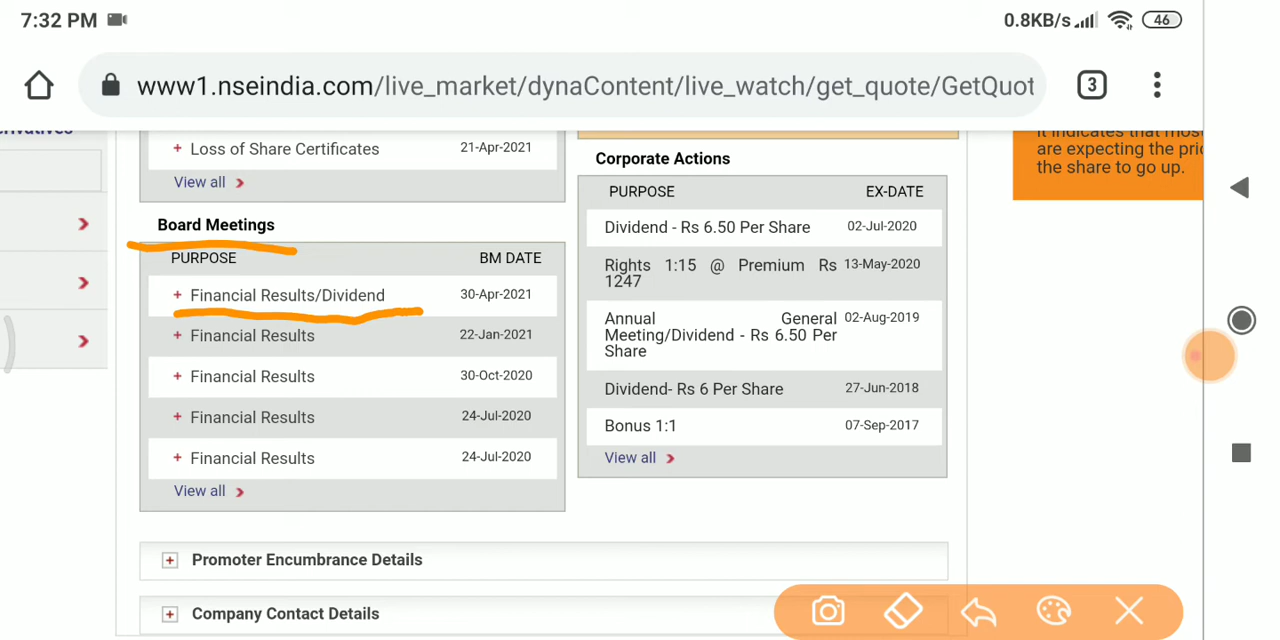 7:32 PM
0.8KB/s
46
www1.nseindia.com/live_market/dynaContent/live_watch/get_quote/GetQuot
3
+ Loss of Share Certificates 21-Apr-2021
View all
Board Meetings
PURPOSE BM DATE
+ Financial Results/Dividend 30-Apr-2021
+ Financial Results 22-Jan-2021
+ Financial Results 30-Oct-2020
+ Financial Results 24-Jul-2020
+ Financial Results 24-Jul-2020
View all
Corporate Actions
PURPOSE EX-DATE
Dividend - Rs 6.50 Per Share 02-Jul-2020
Rights 1:15 @ Premium Rs 13-May-2020
1247
Annual General 02-Aug-2019
Meeting/Dividend - Rs 6.50 Per
Share
Dividend- Rs 6 Per Share 27-Jun-2018
Bonus 1:1 07-Sep-2017
View all
are expecting the
the share to go up.
+ Promoter Encumbrance Details
+ Company Contact Details